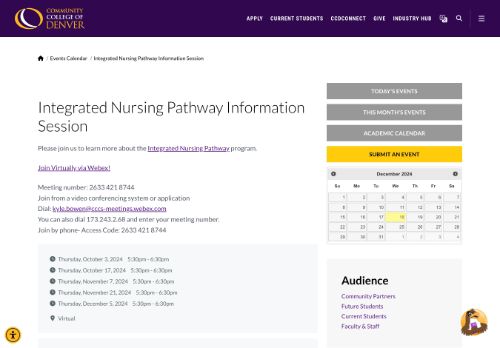 COMMUNITY
COLLEGE OF
DENVER
APPLY CURRENT STUDENTS CCDCONNECT GIVE INDUSTRY HUB
/ Events Calendar / Integrated Nursing Pathway Information Session
Integrated Nursing Pathway Information
Session
Please join us to learn more about the Integrated Nursing Pathway program.
Join Virtually via Webex!
Meeting number: 2633 421 8744
Join from a video conferencing system or application
Dial: kyle.bowen@cccs-meetings.webex.com
You can also dial 173.243.2.68 and enter your meeting number.
Join by phone- Access Code: 2633 421 8744
Thursday, October 3, 2024 5:30pm - 6:30pm
Thursday, October 17, 2024 5:30pm - 6:30pm
Thursday, November 7, 2024 5:30pm - 6:30pm
Thursday, November 21, 2024 5:30pm - 6:30pm
Thursday, December 5, 2024 5:30pm - 6:30pm
Virtual
TODAY'S EVENTS
THIS MONTH'S EVENTS
ACADEMIC CALENDAR
SUBMIT AN EVENT
December 2024
Su Mo Tu We Th Fr Sa
1 2 3 4 5 6 7
8 9 10 11 12 13 14
15 16 17 18 19 20 21
22 23 24 25 26 27 28
29 30 31 1 2 3 4
Audience
Community Partners
Future Students
Current Students
Faculty & Staff